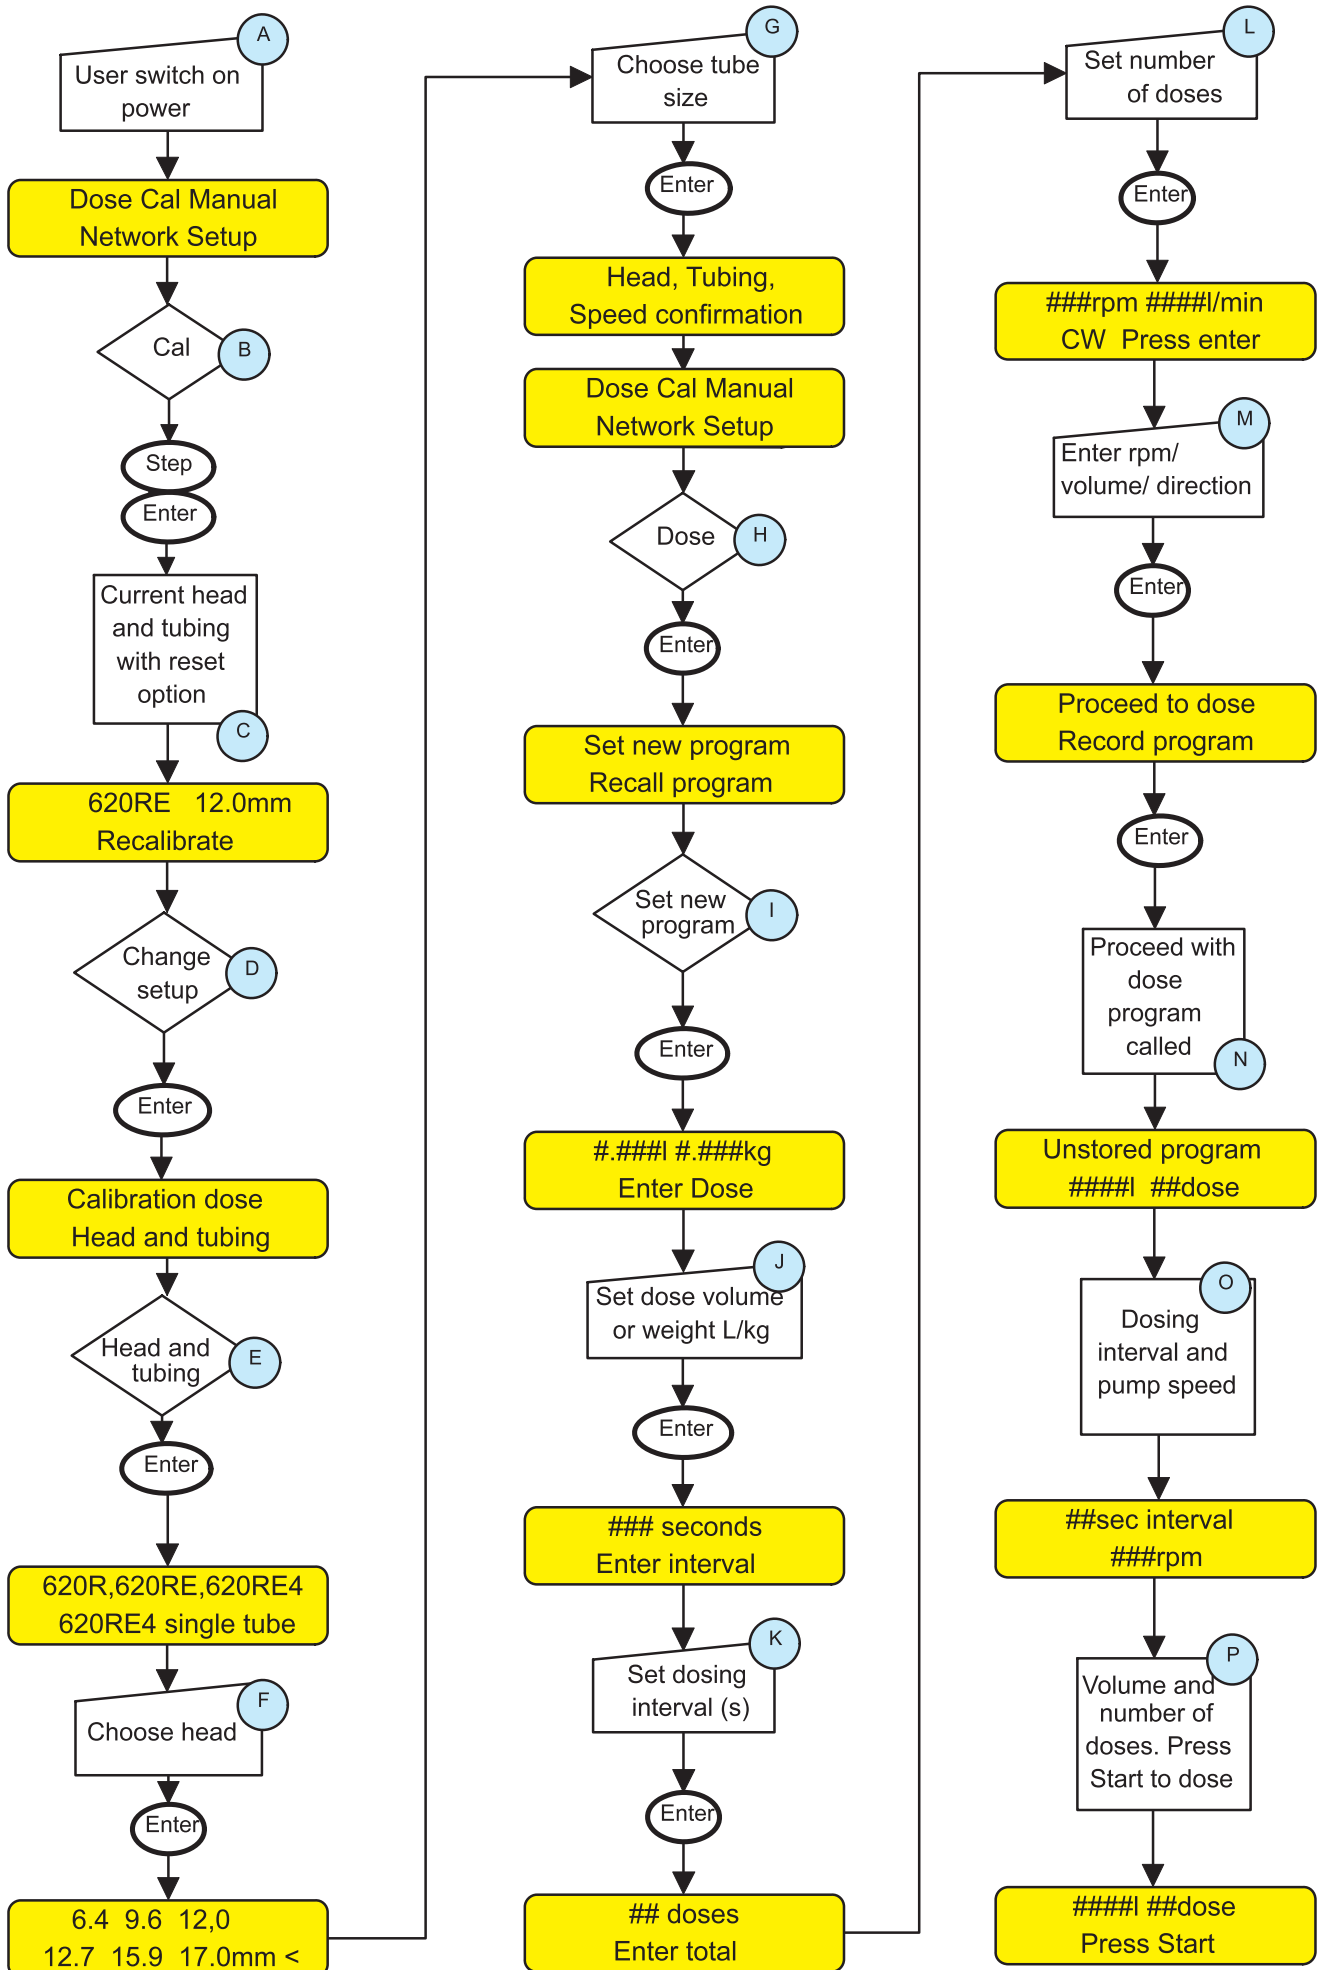 A
User switch on
power
Dose Cal Manual
Network Setup
Cal
B
Step
Enter
Current head
and tubing
with reset
option
C
620RE 12.0mm
Recalibrate
Change
setup
D
Enter
Calibration dose
Head and tubing
Head and
tubing
E
Enter
620R,620RE,620RE4
620RE4 single tube
F
Choose head
Enter
6.4 9.6 12,0
12.7 15.9 17.0mm <
G
Choose tube
size
Enter
Head, Tubing,
Speed confirmation
Dose Cal Manual
Network Setup
Dose
H
Enter
Set new program
Recall program
Set new
program
I
Enter
#.###l #.###kg
Enter Dose
J
Set dose volume
or weight L/kg
Enter
### seconds
Enter interval
K
Set dosing
interval (s)
Enter
## doses
Enter total
L
Set number
of doses
Enter
###rpm ####l/min
CW Press enter
M
Enter rpm/
volume/ direction
Enter
Proceed to dose
Record program
Enter
Proceed with
dose
program
called
N
Unstored program
####l ##dose
O
Dosing
interval and
pump speed
##sec interval
###rpm
P
Volume and
number of
doses. Press
Start to dose
####l ##dose
Press Start